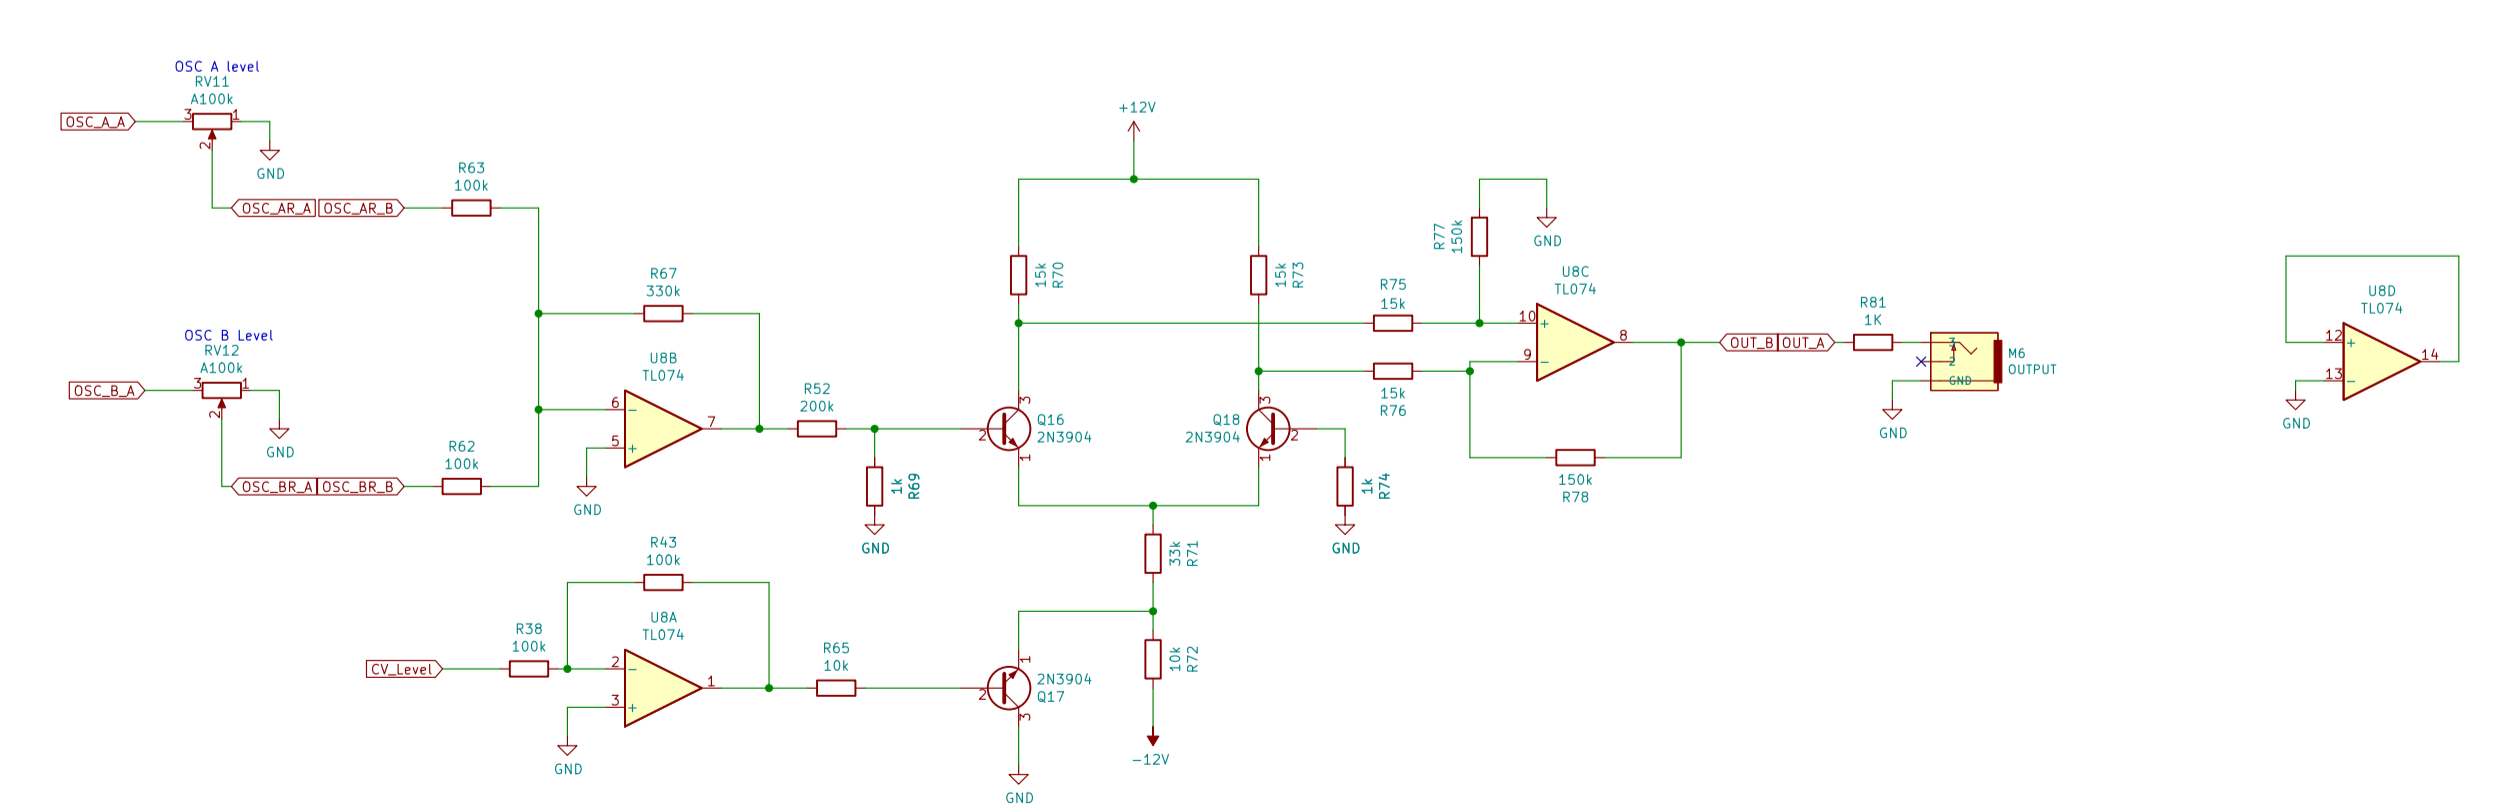 OSC A level
RV11
A100k
OSC_A_A
3
1
2
GND
OSC_AR_A
OSC_AR_B
R63
100k
OSC B Level
RV12
A100k
OSC_B_A
3
1
2
GND
OSC_BR_A
OSC_BR_B
R62
100k
R67
330k
U8B
TL074
6
5
7
GND
R52
200k
1k
R69
GND
R43
100k
U8A
TL074
R38
100k
CV_Level
2
3
1
GND
R65
10k
+12V
15k
R70
15k
R73
3
2
1
Q16
2N3904
3
2
1
Q18
2N3904
1k
R74
GND
33k
R71
10k
R72
-12V
1
2
3
2N3904
Q17
GND
R75
15k
15k
R76
R77
150k
GND
U8C
TL074
10
9
8
150k
R78
OUT_B
OUT_A
R81
1K
3
2
GND
M6
OUTPUT
GND
U8D
TL074
12
13
14
GND
+
-
+
-
+
-
+
-